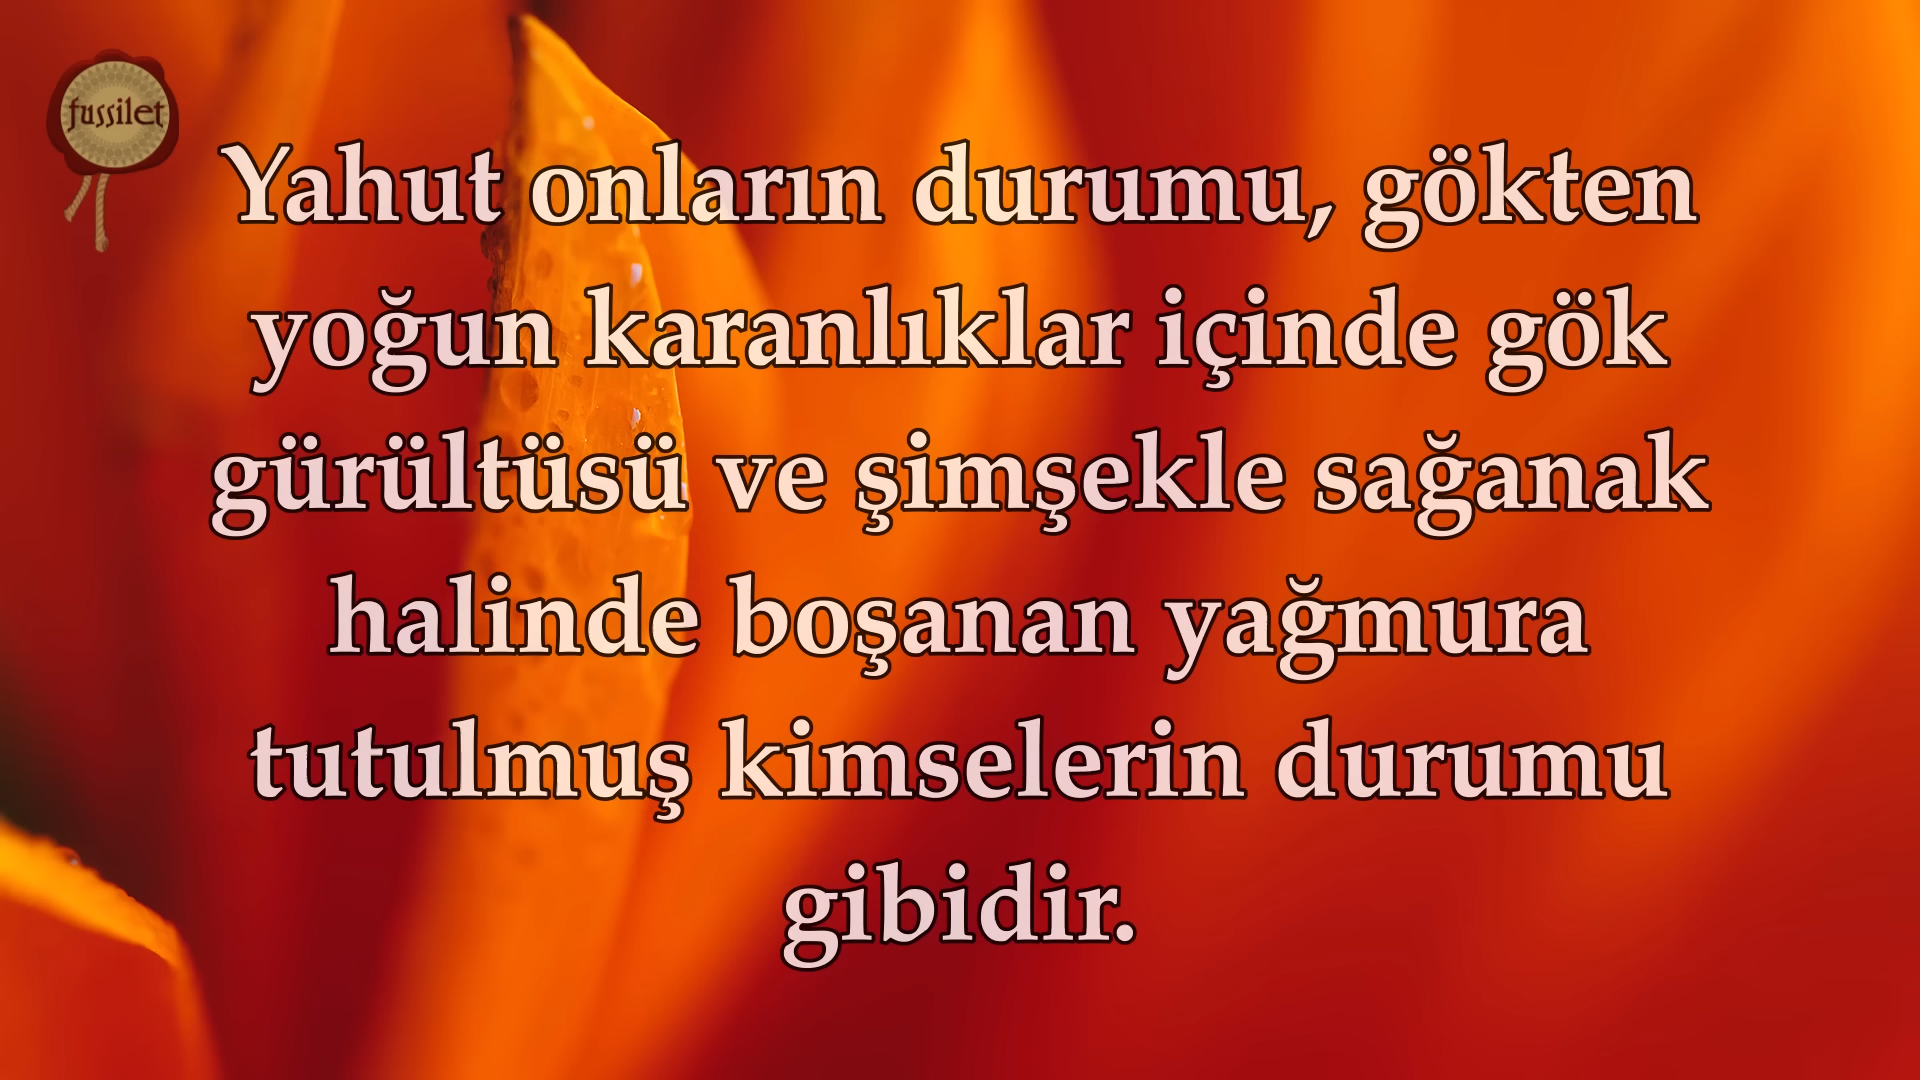 fussilet
Yahut onların durumu, gökten
yoğun karanlıklar içinde gök
gürültüsü ve şimşekle sağanak
halinde boşanan yağmura
tutulmuş kimselerin durumu
gibidir.